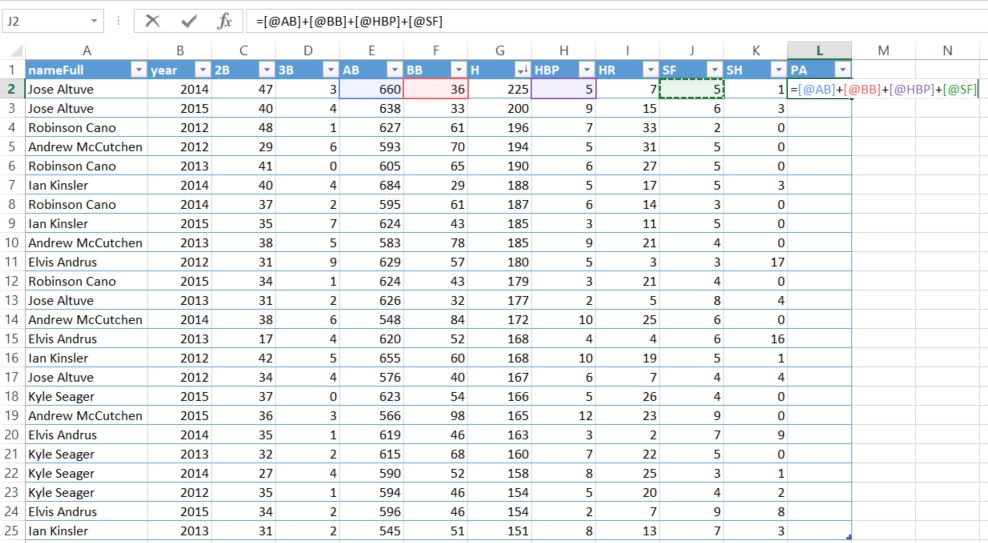 J2 =[@AB]+[@BB]+[@HBP]+[@SF]
A B C D E F G H I J K L M N
1 nameFull year 2B 3B AB BB H HBP HR SF SH PA
2 Jose Altuve 2014 47 3 660 36 225 5 7 5 1 =[@AB]+[@BB]+[@HBP]+[@SF]
3 Jose Altuve 2015 40 4 638 33 200 9 15 6 3
4 Robinson Cano 2012 48 1 627 61 196 7 33 2 0
5 Andrew McCutchen 2012 29 6 593 70 194 5 31 5 0
6 Robinson Cano 2013 41 0 605 65 190 6 27 5 0
7 Ian Kinsler 2014 40 4 684 29 188 5 17 5 3
8 Robinson Cano 2014 37 2 595 61 187 6 14 3 0
9 Ian Kinsler 2015 35 7 624 43 185 3 11 5 0
10 Andrew McCutchen 2013 38 5 583 78 185 9 21 4 0
11 Elvis Andrus 2012 31 9 629 57 180 5 3 3 17
12 Robinson Cano 2015 34 1 624 43 179 3 21 4 0
13 Jose Altuve 2013 31 2 626 32 177 2 5 8 4
14 Andrew McCutchen 2014 38 6 548 84 172 10 25 6 0
15 Elvis Andrus 2013 17 4 620 52 168 4 4 6 16
16 Ian Kinsler 2012 42 5 655 60 168 10 19 5 1
17 Jose Altuve 2012 34 4 576 40 167 6 7 4 4
18 Kyle Seager 2015 37 0 623 54 166 5 26 4 0
19 Andrew McCutchen 2015 36 3 566 98 165 12 23 9 0
20 Elvis Andrus 2014 35 1 619 46 163 3 2 7 9
21 Kyle Seager 2013 32 2 615 68 160 7 22 5 0
22 Kyle Seager 2014 27 4 590 52 158 8 25 3 1
23 Kyle Seager 2012 35 1 594 46 154 5 20 4 2
24 Elvis Andrus 2015 34 2 596 46 154 2 7 9 8
25 Ian Kinsler 2013 31 2 545 51 151 8 13 7 3